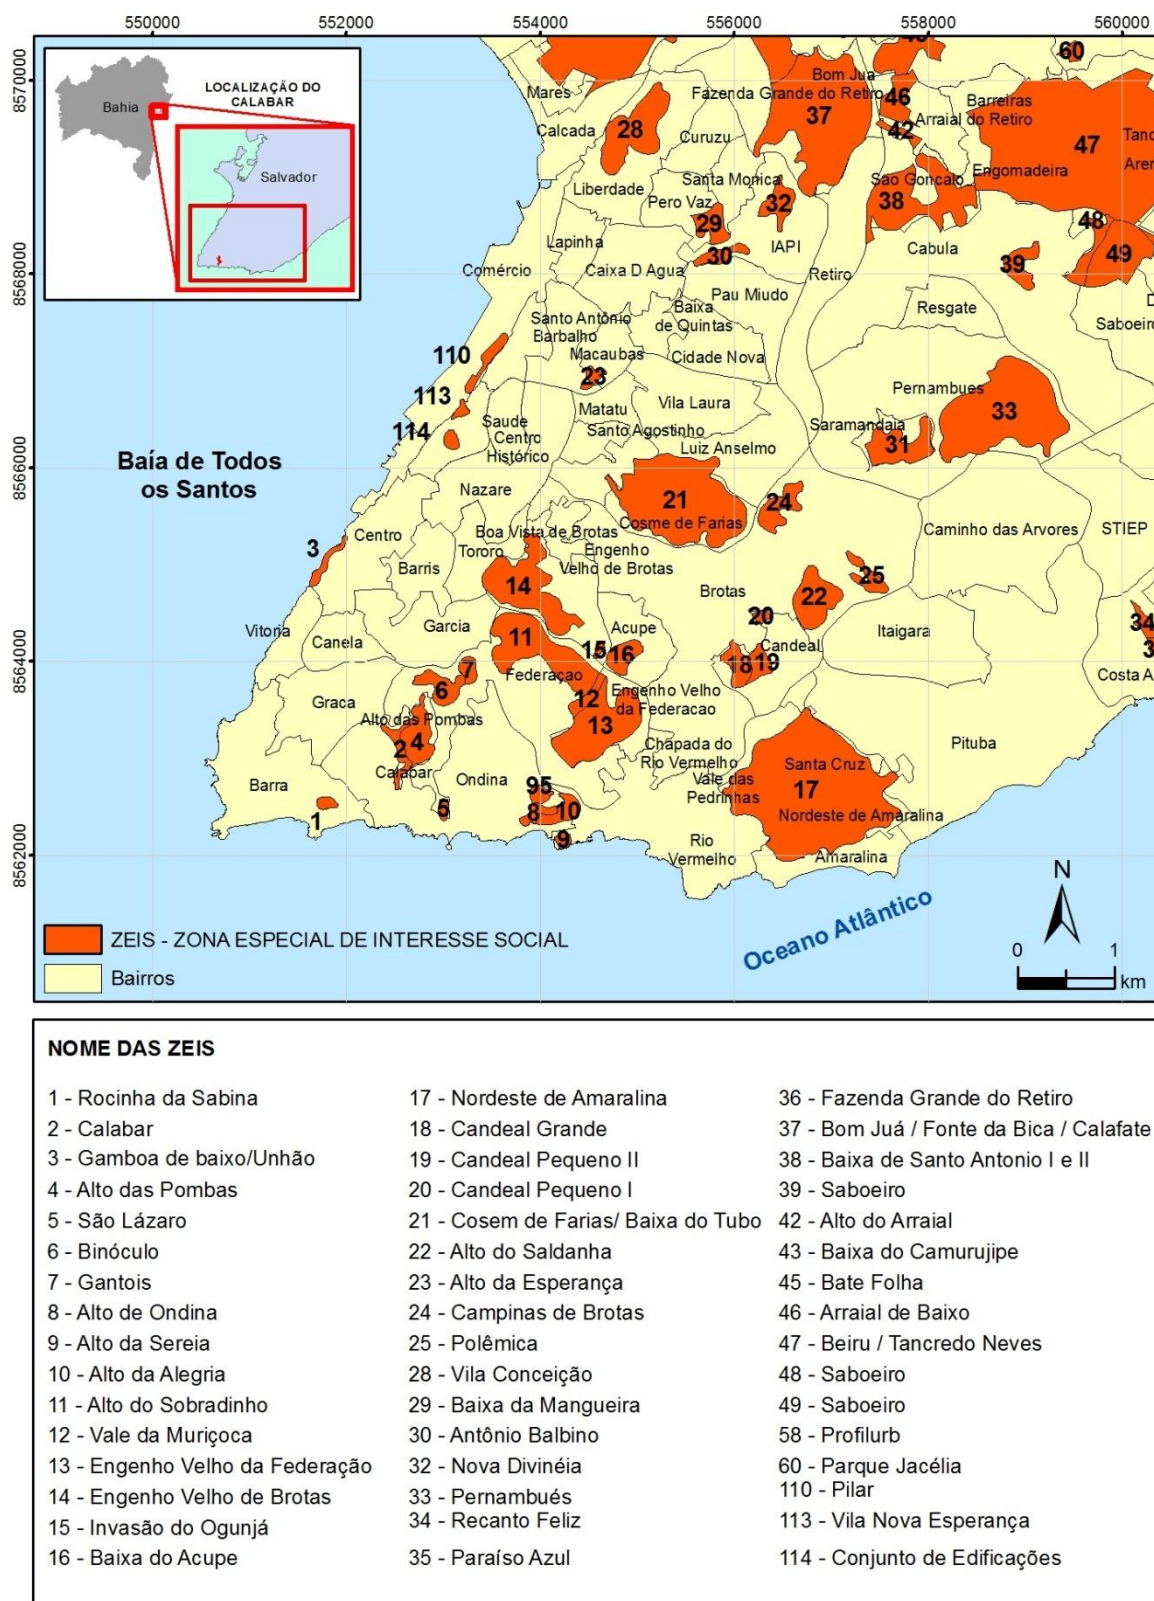 550000
552000
554000
556000
558000
560000
8570000
8568000
8566000
8564000
8562000
LOCALIZAÇÃO DO
CALABAR
Bahia
Salvador
Mares
Bom Jua
Fazenda Grande do Retiro
37
46
60
Barreiras
Calcada
28
Curuzu
42
Arraial do Retiro
47
Engomadeira
Santa Monica
Sao Goncalo
Liberdade
Pero Vaz
32
38
29
48
Lapinha
30
IAPI
Cabula
49
Comércio
Caixa D Agua
Retiro
39
Pau Miudo
Resgate
Baixa
de Quintas
Santo Antônio
Barbalho
110
Macaubas
Cidade Nova
23
Pernambues
113
Matatu
Vila Laura
33
114
Saude
Centro
Histórico
Santo Agostinho
Saramandaia
31
Luiz Anselmo
Baía de Todos
os Santos
Nazare
21
24
Cosme de Farias
Caminho das Arvores
STIEP
Centro
Boa Vista de Brotas
Tororo
3
Engenho
Velho de Brotas
Barris
25
14
Brotas
22
20
34
Vitoria
Canela
Garcia
11
Acupe
Candeal
Itaigara
15
16
18
19
7
Federaçao
6
12
Engenho Velho
da Federacao
Graca
Alto das Pombas
13
2
4
Chapada do
Rio Vermelho
Pituba
Calabar
Santa Cruz
Barra
Ondina
95
Vale das
Pedrinhas
17
1
5
8
10
Nordeste de Amaralina
9
Rio
Vermelho
Amaralina
N
Oceano Atlântico
0
1
km
ZEIS - ZONA ESPECIAL DE INTERESSE SOCIAL
Bairros
NOME DAS ZEIS
1 - Rocinha da Sabina
2 - Calabar
3 - Gamboa de baixo/Unhão
4 - Alto das Pombas
5 - São Lázaro
6 - Binóculo
7 - Gantois
8 - Alto de Ondina
9 - Alto da Sereia
10 - Alto da Alegria
11 - Alto do Sobradinho
12 - Vale da Muriçoca
13 - Engenho Velho da Federação
14 - Engenho Velho de Brotas
15 - Invasão do Ogunjá
16 - Baixa do Acupe
17 - Nordeste de Amaralina
18 - Candeal Grande
19 - Candeal Pequeno II
20 - Candeal Pequeno I
21 - Cosem de Farias/ Baixa do Tubo
22 - Alto do Saldanha
23 - Alto da Esperança
24 - Campinas de Brotas
25 - Polêmica
28 - Vila Conceição
29 - Baixa da Mangueira
30 - Antônio Balbino
32 - Nova Divinéia
33 - Pernambués
34 - Recanto Feliz
35 - Paraíso Azul
36 - Fazenda Grande do Retiro
37 - Bom Juá / Fonte da Bica / Calafate
38 - Baixa de Santo Antonio I e II
39 - Saboeiro
42 - Alto do Arraial
43 - Baixa do Camurujipe
45 - Bate Folha
46 - Arraial de Baixo
47 - Beiru / Tancredo Neves
48 - Saboeiro
49 - Saboeiro
58 - Profilurb
60 - Parque Jacélia
110 - Pilar
113 - Vila Nova Esperança
114 - Conjunto de Edificações